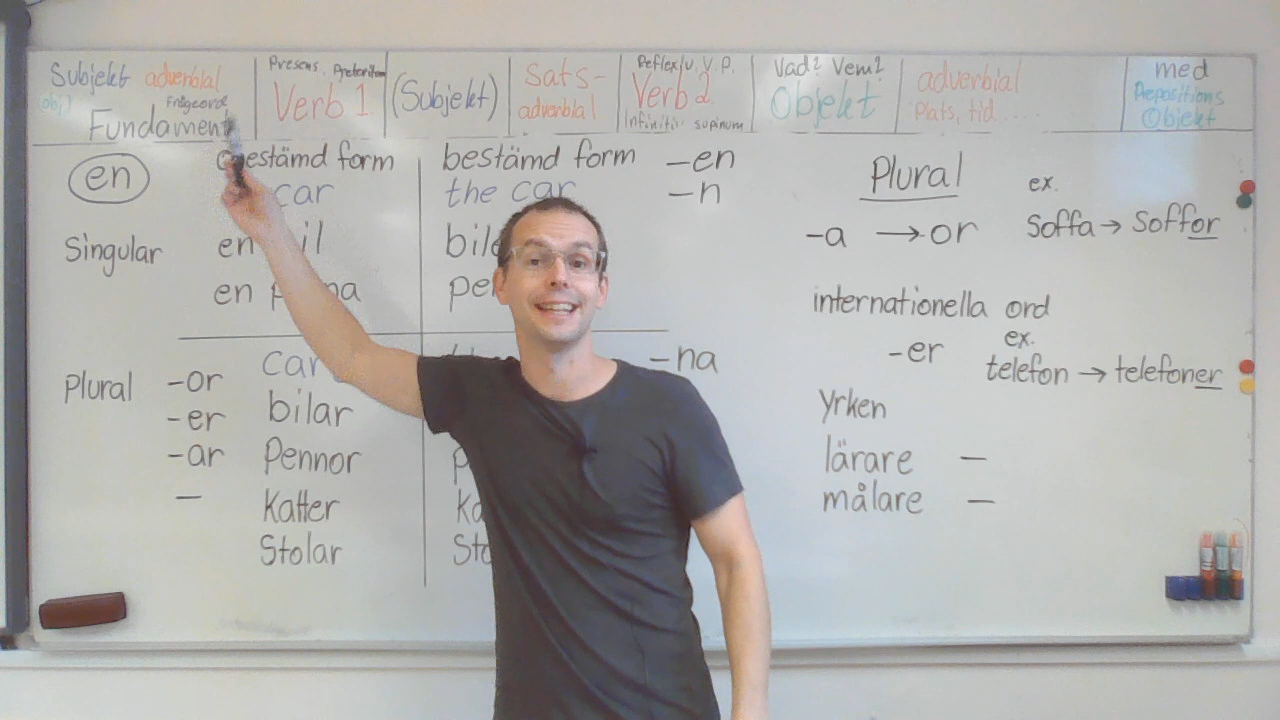 Subjekt adverbial
(obj) Frågeord
Fundament
Presens, Preteritum
Verb 1
(Subjekt)
Sats-
adverbial
Reflexiv. V. P.
Verb 2
Infinitiv supinum
Vad? Vem?
Objekt
adverbial
Plats, tid.....
med
Prepositions
Objekt
en
estämd form
bestämd form -en
car
the car -n
Singular
en il
bil
en p na
pe
Plural
-or
-er
-ar
-
car
bilar
Pennor
Katter
Stolar
-na
p
ka
Sto
Plural
ex.
-a → or
Soffa → Soffor
internationella ord
-er
ex.
telefon → telefoner
Yrken
lärare -
målare -